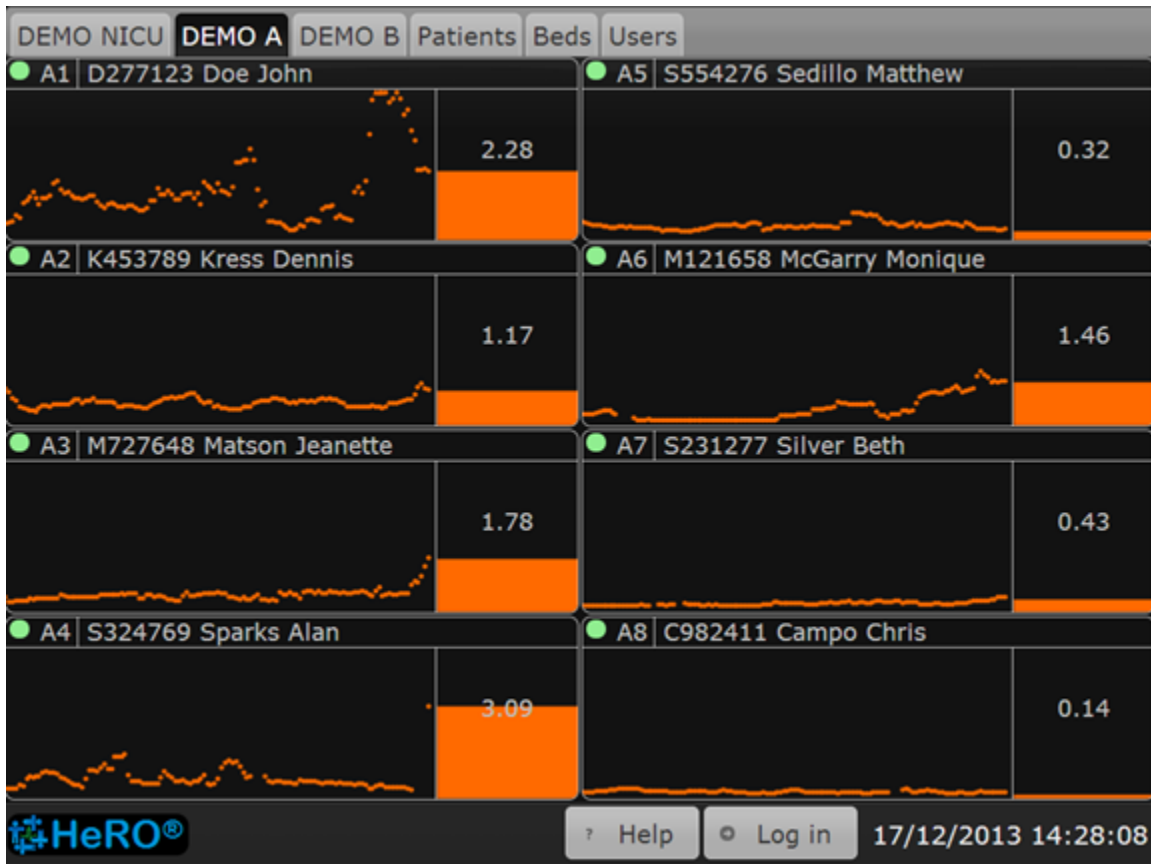 DEMO NICU DEMO A DEMO B Patients Beds Users
A1 D277123 Doe John
2.28
A5 S554276 Sedillo Matthew
0.32
A2 K453789 Kress Dennis
1.17
A6 M121658 McGarry Monique
1.46
A3 M727648 Matson Jeanette
1.78
A7 S231277 Silver Beth
0.43
A4 S324769 Sparks Alan
3.09
A8 C982411 Campo Chris
0.14
HeRO® ? Help Log in 17/12/2013 14:28:08